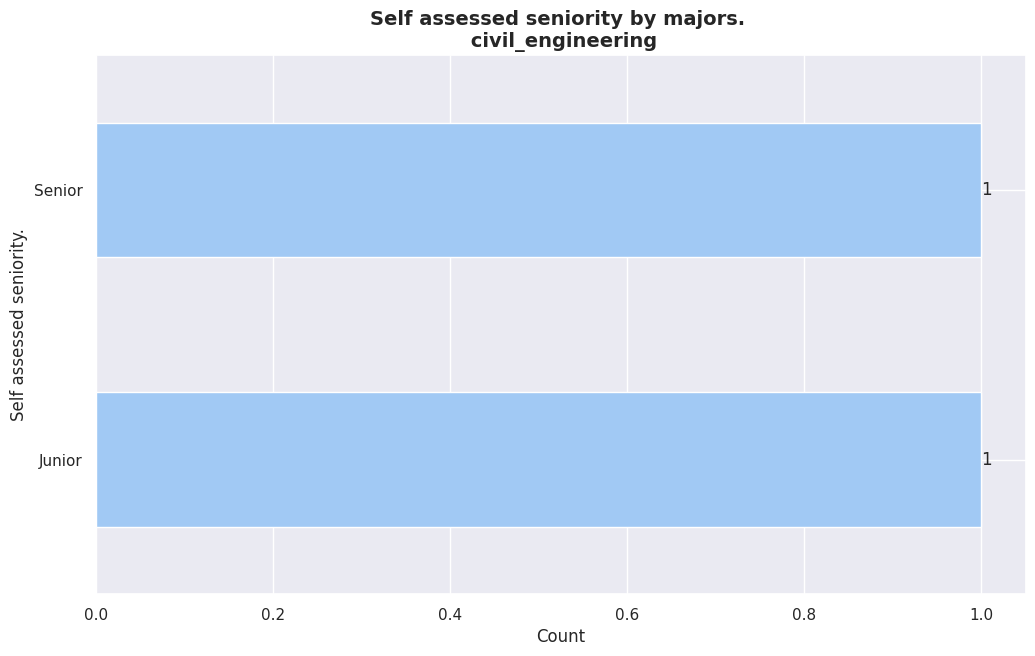 Self assessed seniority by majors.
civil_engineering
Self assessed seniority.
Senior
1
Junior
1
0.0
0.2
0.4
0.6
0.8
1.0
Count